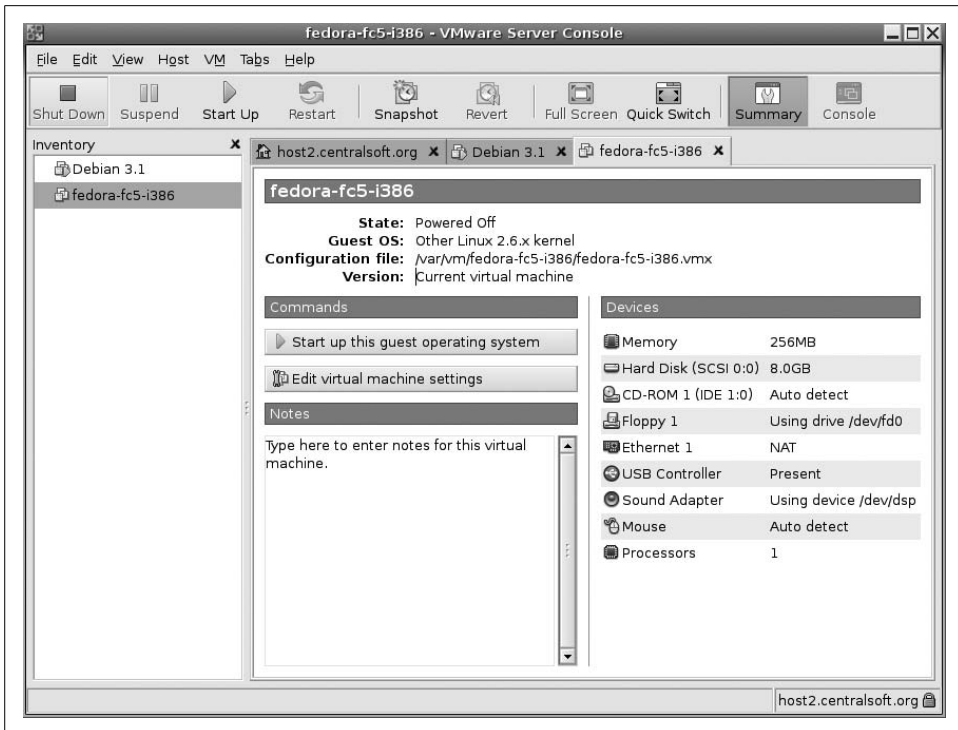 fedora-fc5-i386 - VMware Server Console
File Edit View Host VM Tabs Help
Shut Down Suspend Start Up Restart Snapshot Revert Full Screen Quick Switch Summary Console
Inventory x
Debian 3.1
fedora-fc5-i386
host2.centralsoft.org x Debian 3.1 x fedora-fc5-i386 x
fedora-fc5-i386
State: Powered Off
Guest OS: Other Linux 2.6.x kernel
Configuration file: /var/vm/fedora-fc5-i386/fedora-fc5-i386.vmx
Version: Current virtual machine
Commands
Start up this guest operating system
Edit virtual machine settings
Notes
Type here to enter notes for this virtual
machine.
Devices
Memory 256MB
Hard Disk (SCSI 0:0) 8.0GB
CD-ROM 1 (IDE 1:0) Auto detect
Floppy 1 Using drive /dev/fd0
Ethernet 1 NAT
USB Controller Present
Sound Adapter Using device /dev/dsp
Mouse Auto detect
Processors 1
host2.centralsoft.org